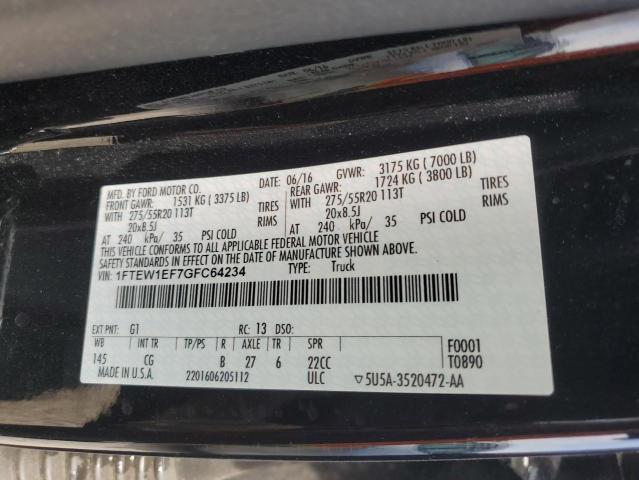 MFD. BY FORD MOTOR CO.
DATE: 06/16 GVWR: 3175 KG ( 7000 LB)
FRONT GAWR: 1531 KG ( 3375 LB) REAR GAWR: 1724 KG ( 3800 LB)
WITH 275/55R20 113T TIRES WITH 275/55R20 113T TIRES
20x8.5J RIMS 20x8.5J RIMS
AT 240 kPa/ 35 PSI COLD AT 240 kPa/ 35 PSI COLD
THIS VEHICLE CONFORMS TO ALL APPLICABLE FEDERAL MOTOR VEHICLE
SAFETY STANDARDS IN EFFECT ON THE DATE OF MANUFACTURE SHOWN ABOVE.
VIN: 1FTEW1EF7GFC64234
TYPE: Truck
EXT PNT: G1 RC: 13 DSO:
WB INT TR TP/PS R AXLE TR SPR F0001
145 CG B 27 6 22CC T0890
MADE IN U.S.A. 2201606205112 ULC ▽5U5A-3520472-AA